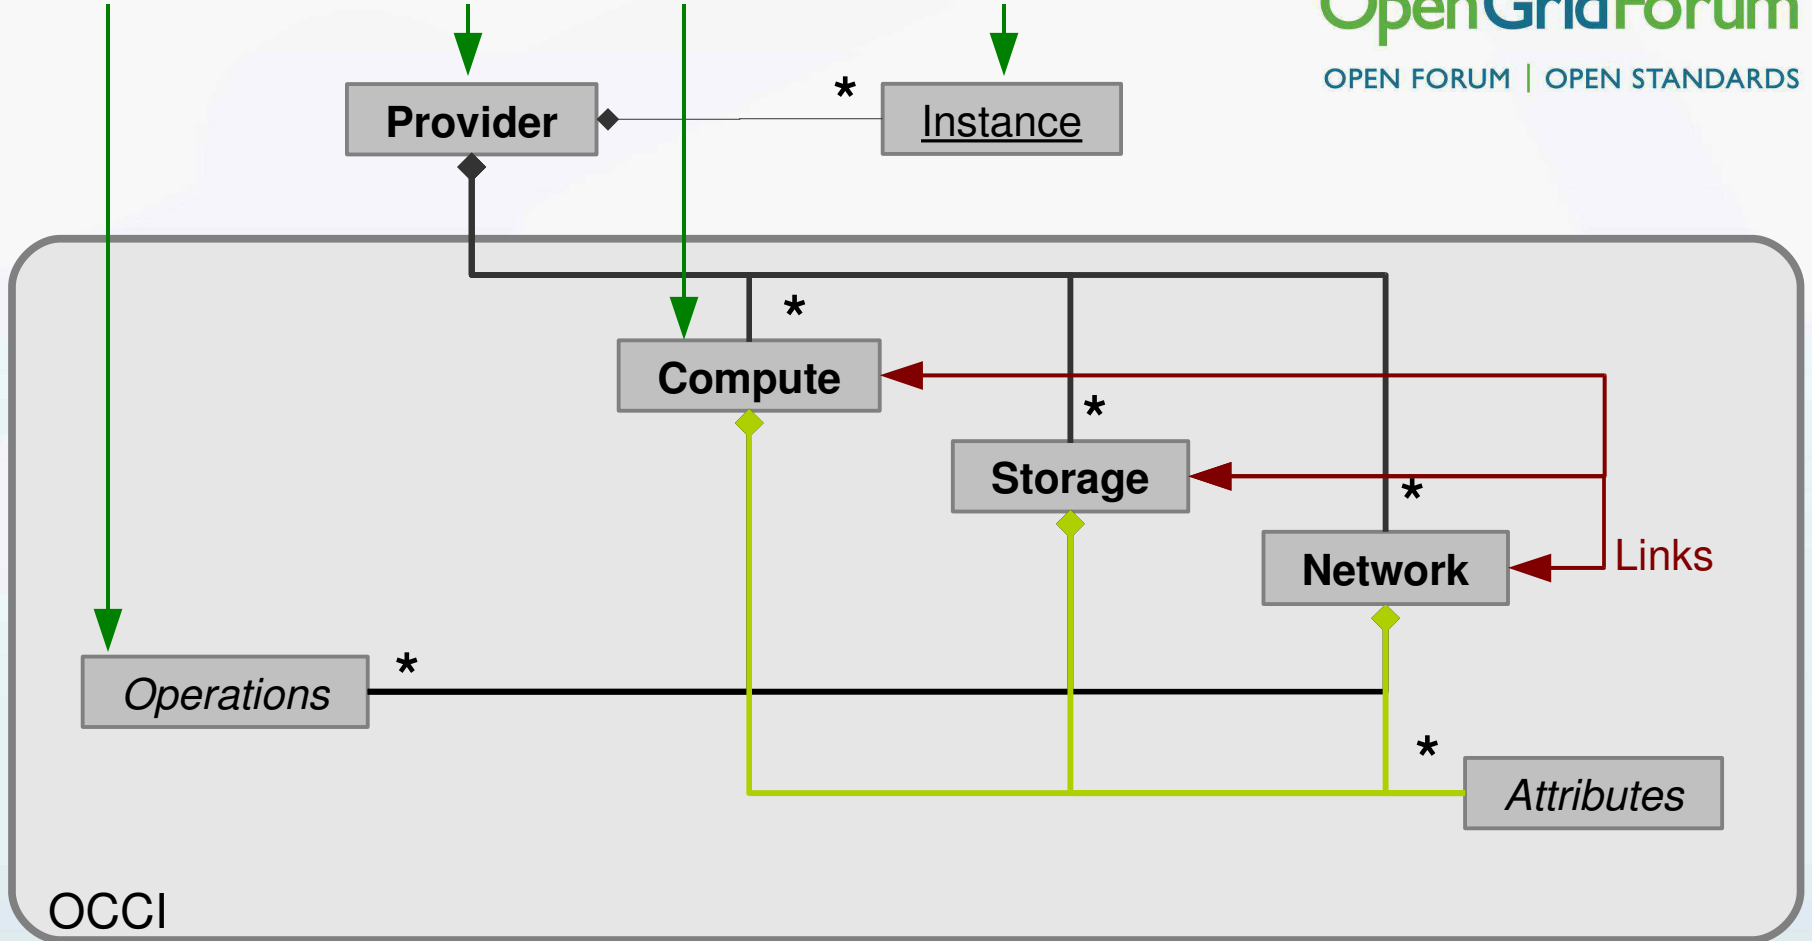 OpenGridForum
OPEN FORUM | OPEN STANDARDS
*
Provider
Instance
*
Compute
*
Storage
*
Links
Network
*
Operations
*
Attributes
OCCI